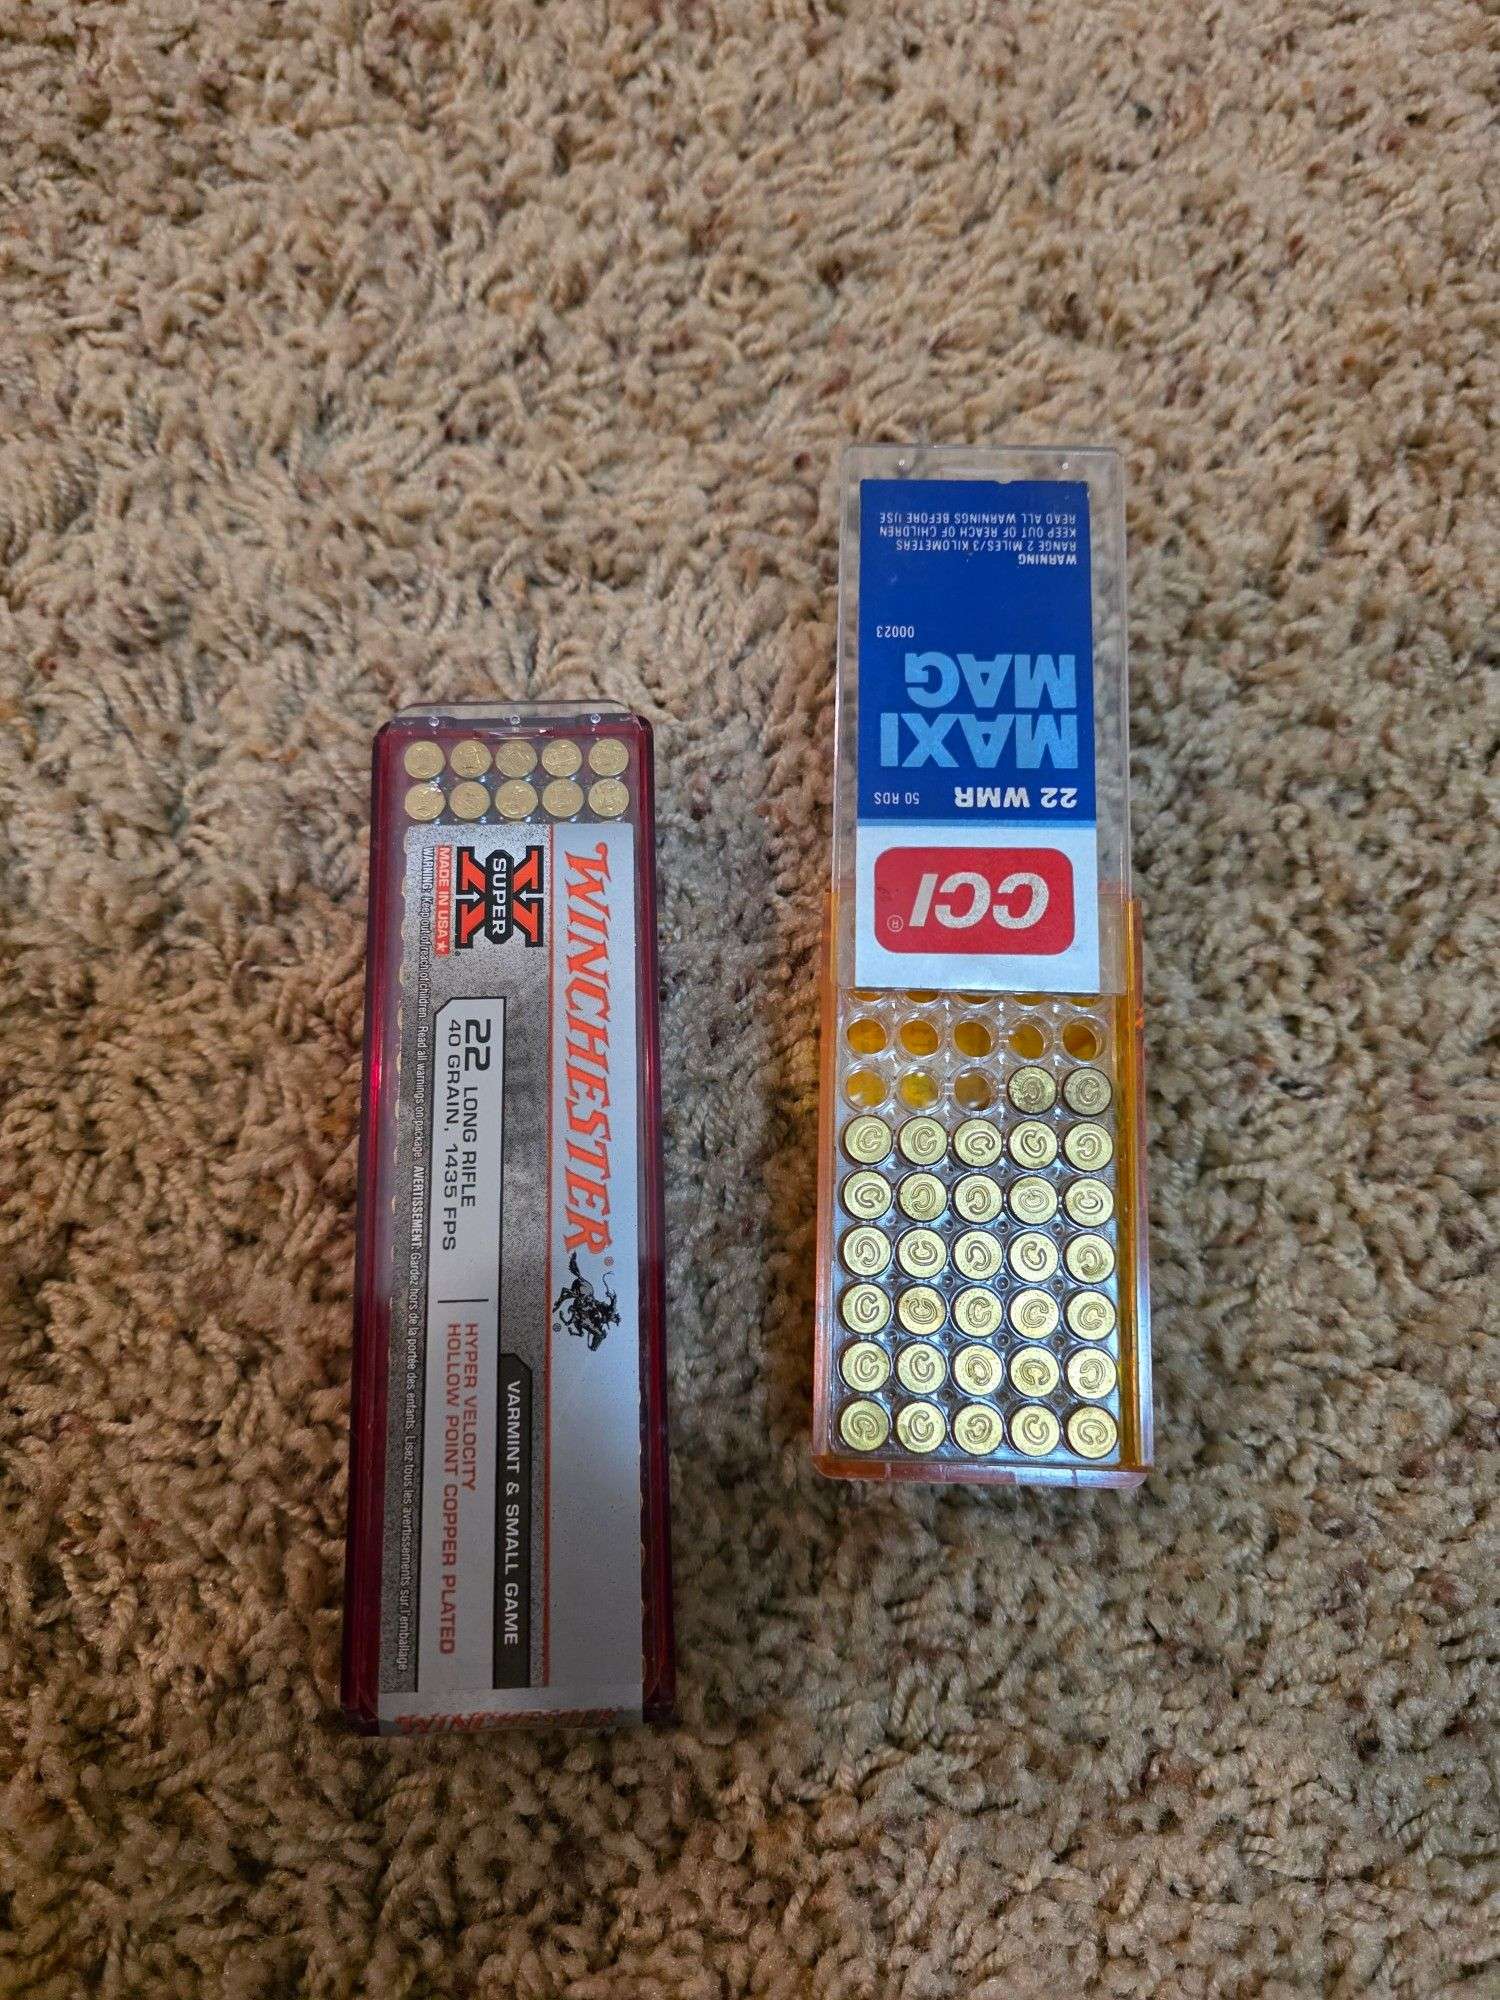 WINCHESTER®
SUPER X
MADE IN USA
22 LONG RIFLE
40 GRAIN, 1435 FPS
HYPER VELOCITY
HOLLOW POINT COPPER PLATED
VARMINT & SMALL GAME
WARNING: Keep out of reach of children. Read all warnings on package. AVERTISSEMENT: Gardez hors de la portée des enfants. Lisez tous les avertissements sur l'emballage.
WINCHESTER
CCI®
22 WMR 50 RDS
MAXI
MAG
00023
WARNING
RANGE 2 MILES/3 KILOMETERS
KEEP OUT OF REACH OF CHILDREN
READ ALL WARNINGS BEFORE USE
C C
C C C C C
C C C C C
C C C C C
C C C C C
C C C C C
C C C C C